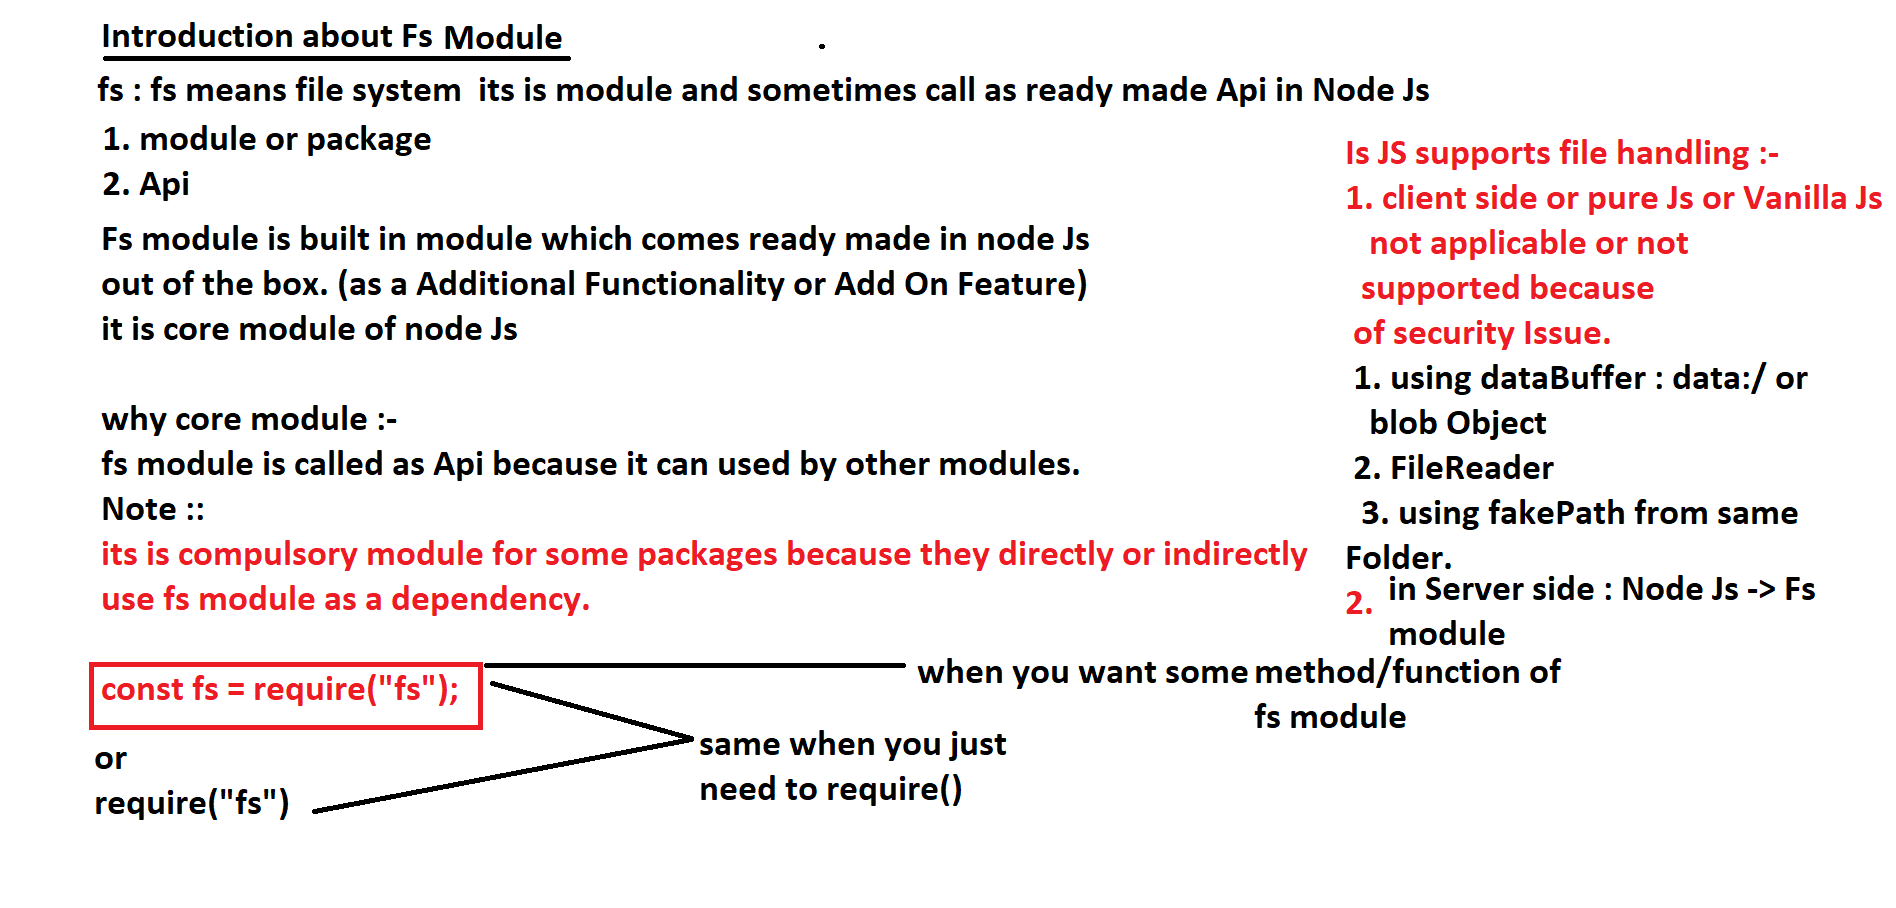 Introduction about Fs Module
fs : fs means file system  its is module and sometimes call as ready made Api in Node Js
1. module or package
2. Api
Fs module is built in module which comes ready made in node Js
out of the box. (as a Additional Functionality or Add On Feature)
it is core module of node Js
why core module :-
fs module is called as Api because it can used by other modules.
Note ::
its is compulsory module for some packages because they directly or indirectly
use fs module as a dependency.
Is JS supports file handling :-
1. client side or pure Js or Vanilla Js
not applicable or not
supported because
of security Issue.
1. using dataBuffer : data:/ or
blob Object
2. FileReader
3. using fakePath from same
Folder.
2. in Server side : Node Js -> Fs
module
const fs = require("fs");
when you want some method/function of
fs module
or
require("fs")
same when you just
need to require()